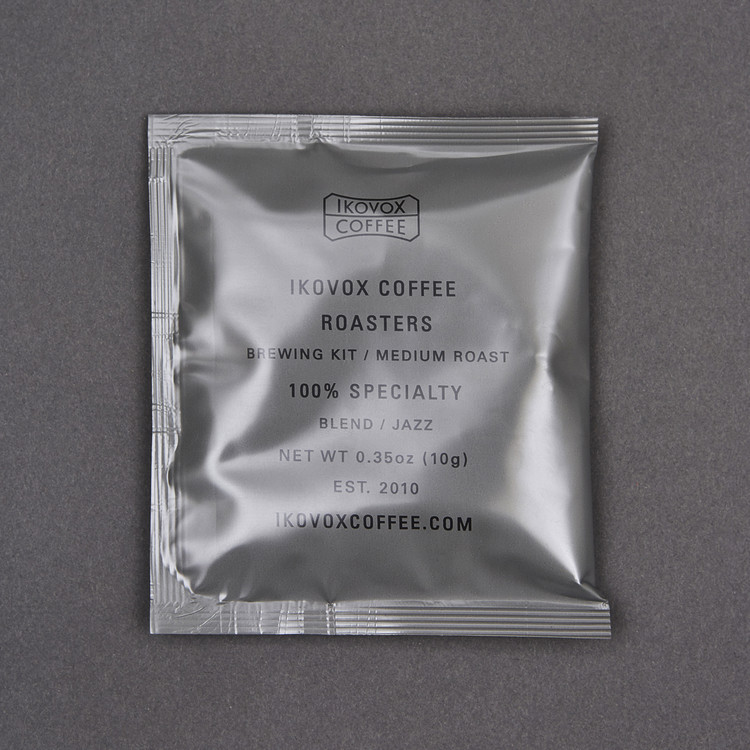 IKOVOX
COFFEE
IKOVOX COFFEE
ROASTERS
BREWING KIT / MEDIUM ROAST
100% SPECIALTY
BLEND / JAZZ
NET WT 0.35oz (10g)
EST. 2010
IKOVOXCOFFEE.COM